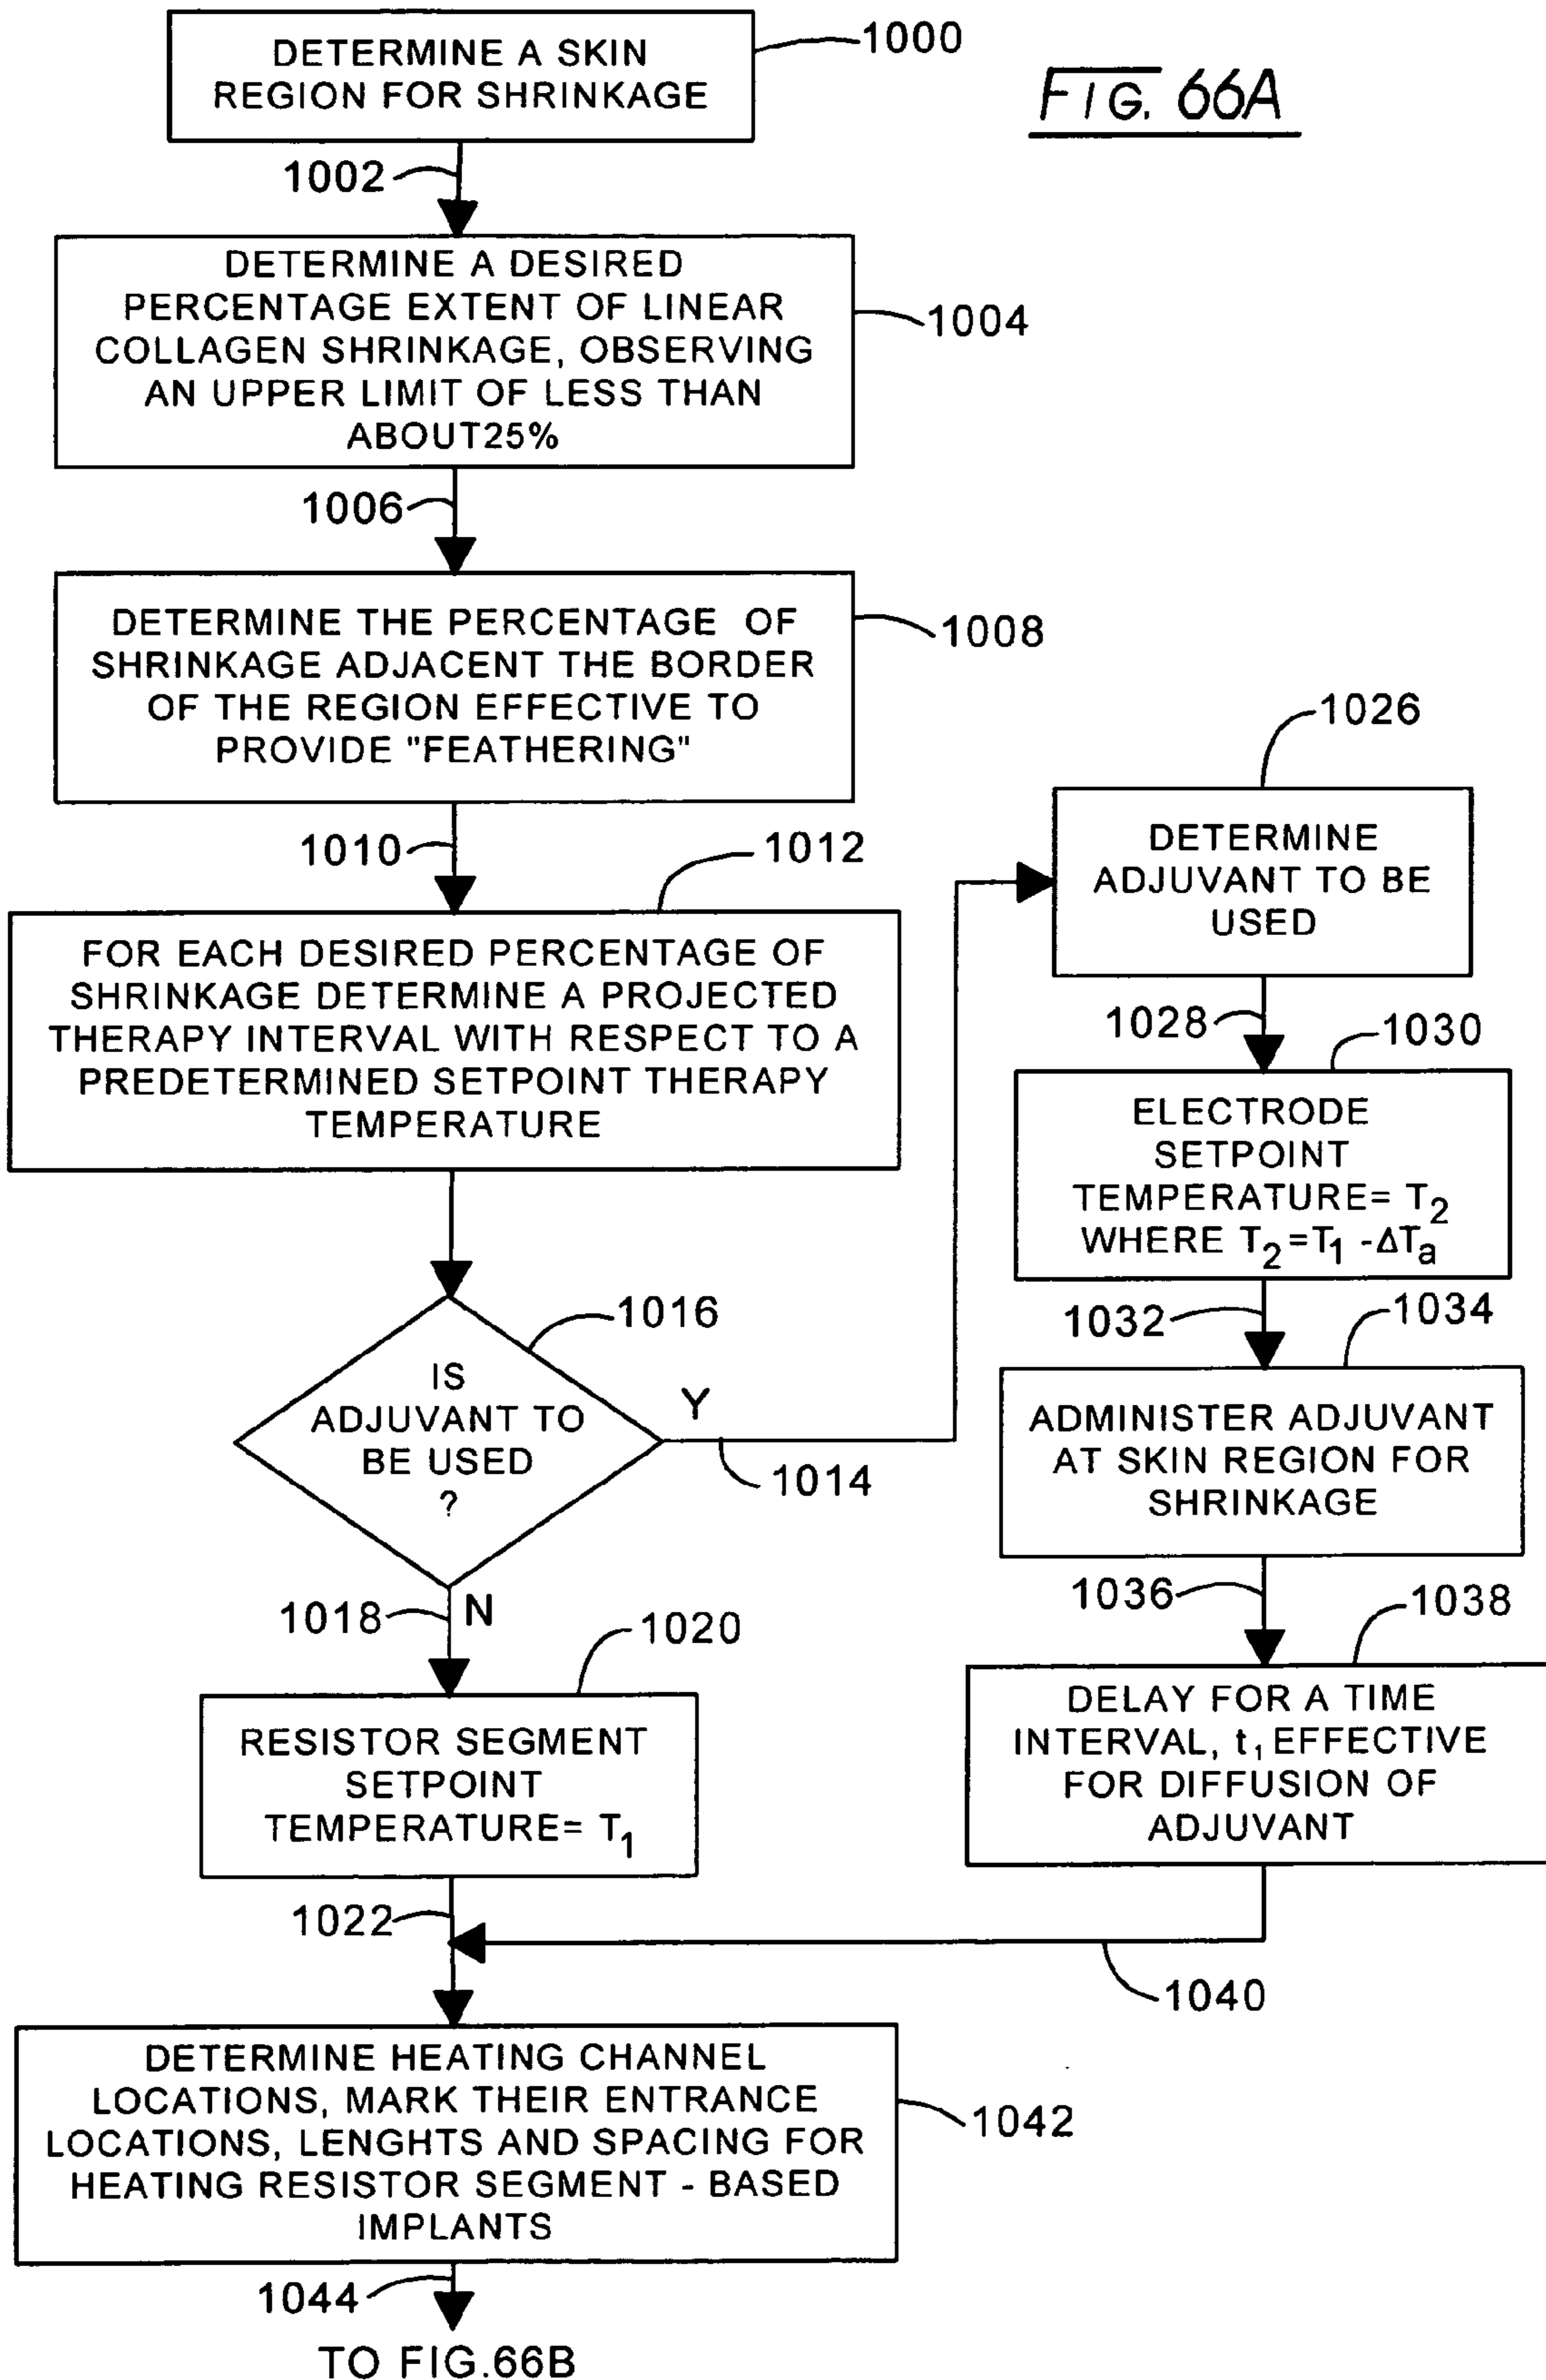 FIG. 66A
DETERMINE A SKIN
REGION FOR SHRINKAGE
1000
1002
DETERMINE A DESIRED
PERCENTAGE EXTENT OF LINEAR
COLLAGEN SHRINKAGE, OBSERVING
AN UPPER LIMIT OF LESS THAN
ABOUT25%
1004
1006
DETERMINE THE PERCENTAGE OF
SHRINKAGE ADJACENT THE BORDER
OF THE REGION EFFECTIVE TO
PROVIDE "FEATHERING"
1008
1010
1012
FOR EACH DESIRED PERCENTAGE OF
SHRINKAGE DETERMINE A PROJECTED
THERAPY INTERVAL WITH RESPECT TO A
PREDETERMINED SETPOINT THERAPY
TEMPERATURE
1016
IS
ADJUVANT TO
BE USED
?
Y
1014
1018
N
1020
RESISTOR SEGMENT
SETPOINT
TEMPERATURE= T1
1022
1026
DETERMINE
ADJUVANT TO BE
USED
1028
1030
ELECTRODE
SETPOINT
TEMPERATURE= T2
WHERE T2=T1 -ΔTa
1032
1034
ADMINISTER ADJUVANT
AT SKIN REGION FOR
SHRINKAGE
1036
1038
DELAY FOR A TIME
INTERVAL, t1 EFFECTIVE
FOR DIFFUSION OF
ADJUVANT
1040
DETERMINE HEATING CHANNEL
LOCATIONS, MARK THEIR ENTRANCE
LOCATIONS, LENGHTS AND SPACING FOR
HEATING RESISTOR SEGMENT - BASED
IMPLANTS
1042
1044
TO FIG.66B